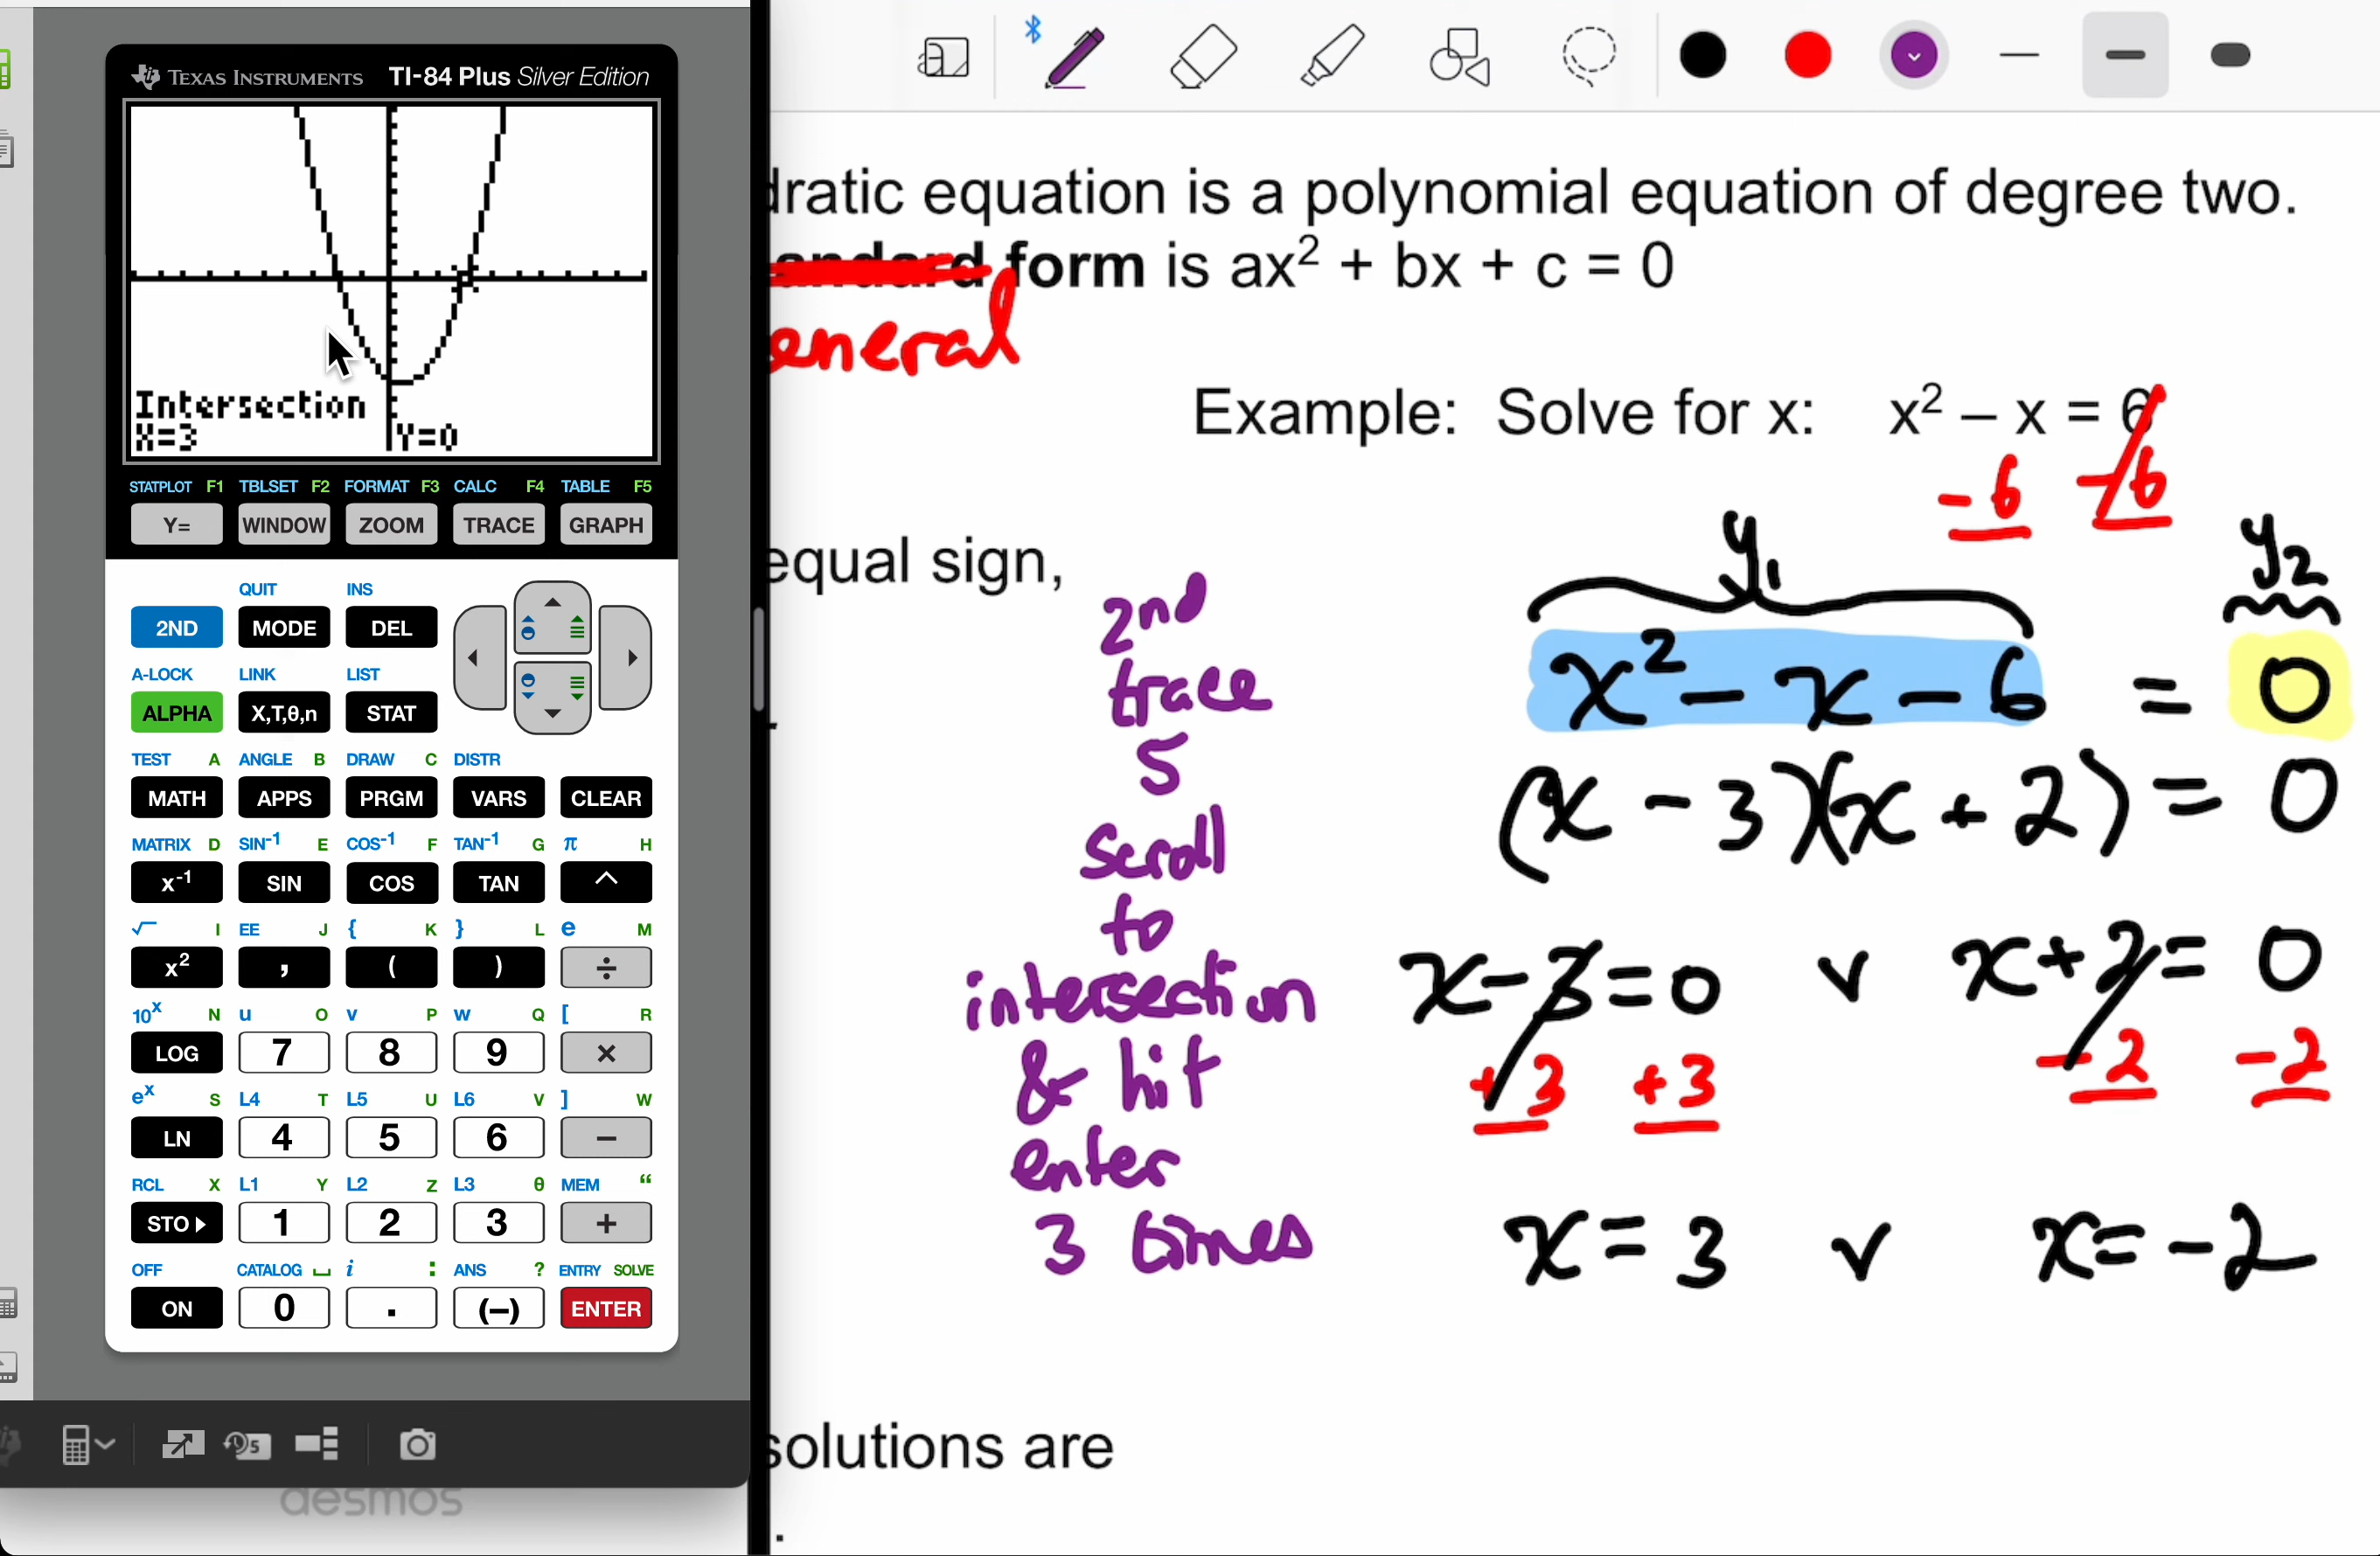 TEXAS INSTRUMENTS TI-84 Plus Silver Edition
Intersection
X=3 Y=0
STATPLOT F1 TBLSET F2 FORMAT F3 CALC F4 TABLE F5
Y= WINDOW ZOOM TRACE GRAPH
QUIT INS
2ND MODE DEL
A-LOCK LINK LIST
ALPHA X,T,θ,n STAT
TEST A ANGLE B DRAW C DISTR
MATH APPS PRGM VARS CLEAR
MATRIX D SIN⁻¹ E COS⁻¹ F TAN⁻¹ G π H
x⁻¹ SIN COS TAN ^
√ I EE J { K } L e M
x² , ( ) ÷
10ˣ N u O v P w Q [ R
LOG 7 8 9 ×
eˣ S L4 T L5 U L6 V ] W
LN 4 5 6 −
RCL X L1 Y L2 Z L3 θ MEM “
STO▶ 1 2 3 +
OFF CATALOG ⎵ i : ANS ? ENTRY SOLVE
ON 0 . (−) ENTER
5
desmos
dratic equation is a polynomial equation of degree two.
andard form is ax² + bx + c = 0
eneral
Example: Solve for x: x² – x = 6
-6 -6
equal sign,
y₁ y₂
x² - x - 6 = 0
(x - 3)(x + 2) = 0
x - 3 = 0 v x + 2 = 0
+3 +3 -2 -2
x = 3 v x = -2
2nd
trace
5
scroll
to
intersection
& hit
enter
3 times
solutions are
.